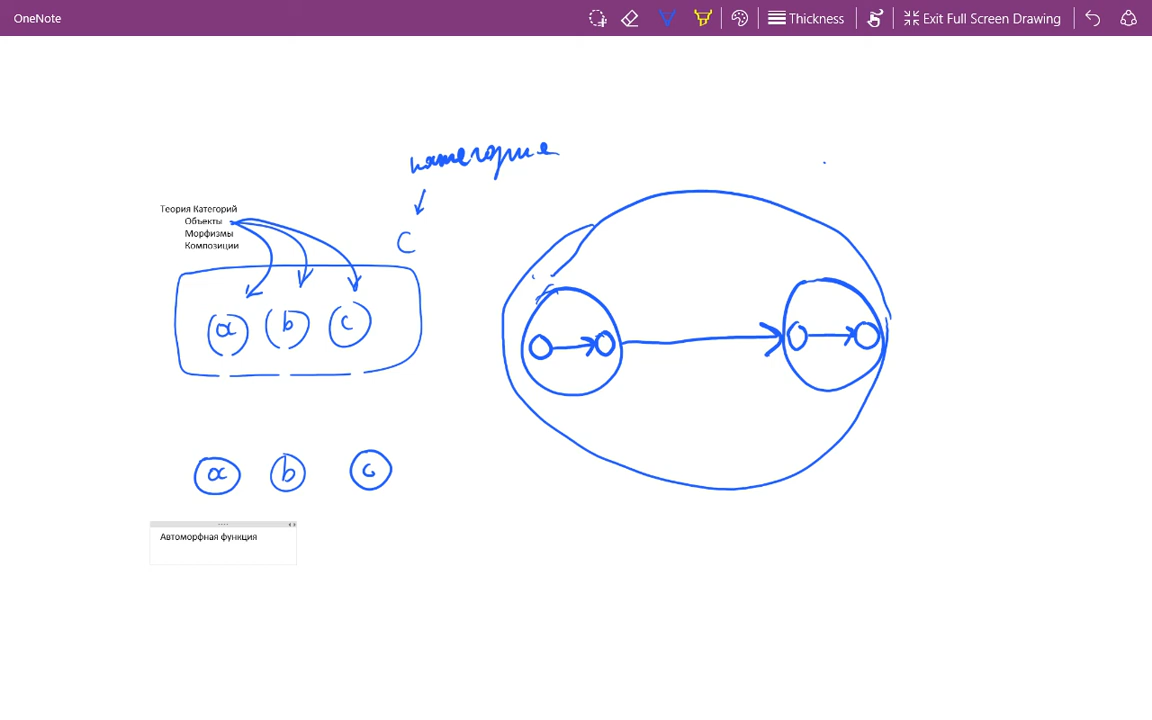 OneNote
Thickness
Exit Full Screen Drawing
категория
Теория Категорий
Объекты
Морфизмы
Композиции
C
a b c
a b c
Автоморфная функция